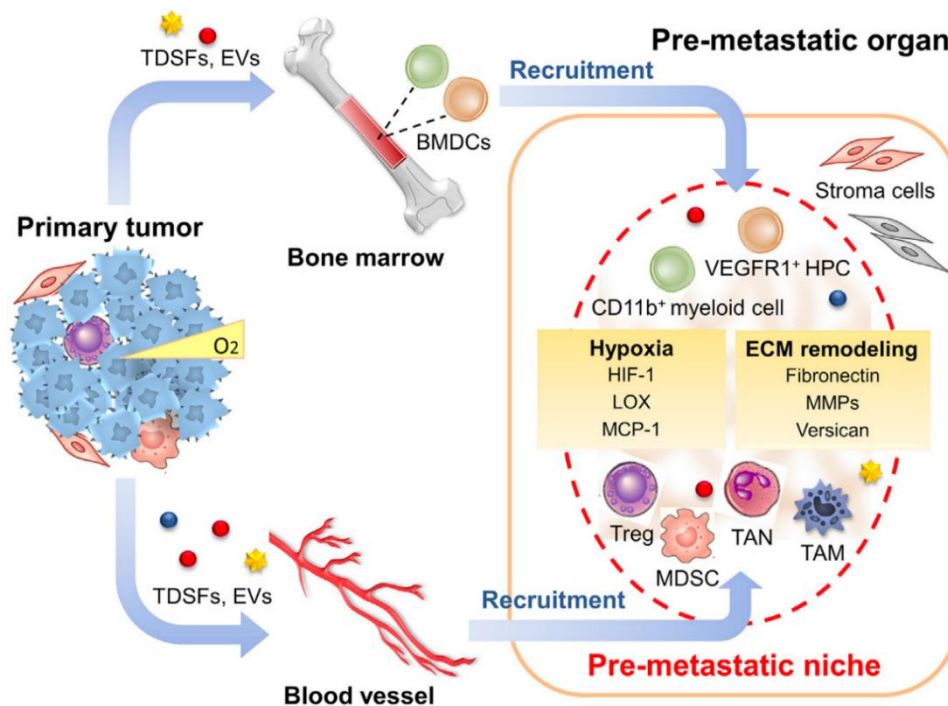 TDSFs, EVs
BMDCs
Recruitment
Pre-metastatic organ
Stroma cells
Primary tumor
Bone marrow
O2
VEGFR1⁺ HPC
CD11b⁺ myeloid cell
Hypoxia
HIF-1
LOX
MCP-1
ECM remodeling
Fibronectin
MMPs
Versican
Treg
MDSC
TAN
TAM
TDSFs, EVs
Blood vessel
Recruitment
Pre-metastatic niche